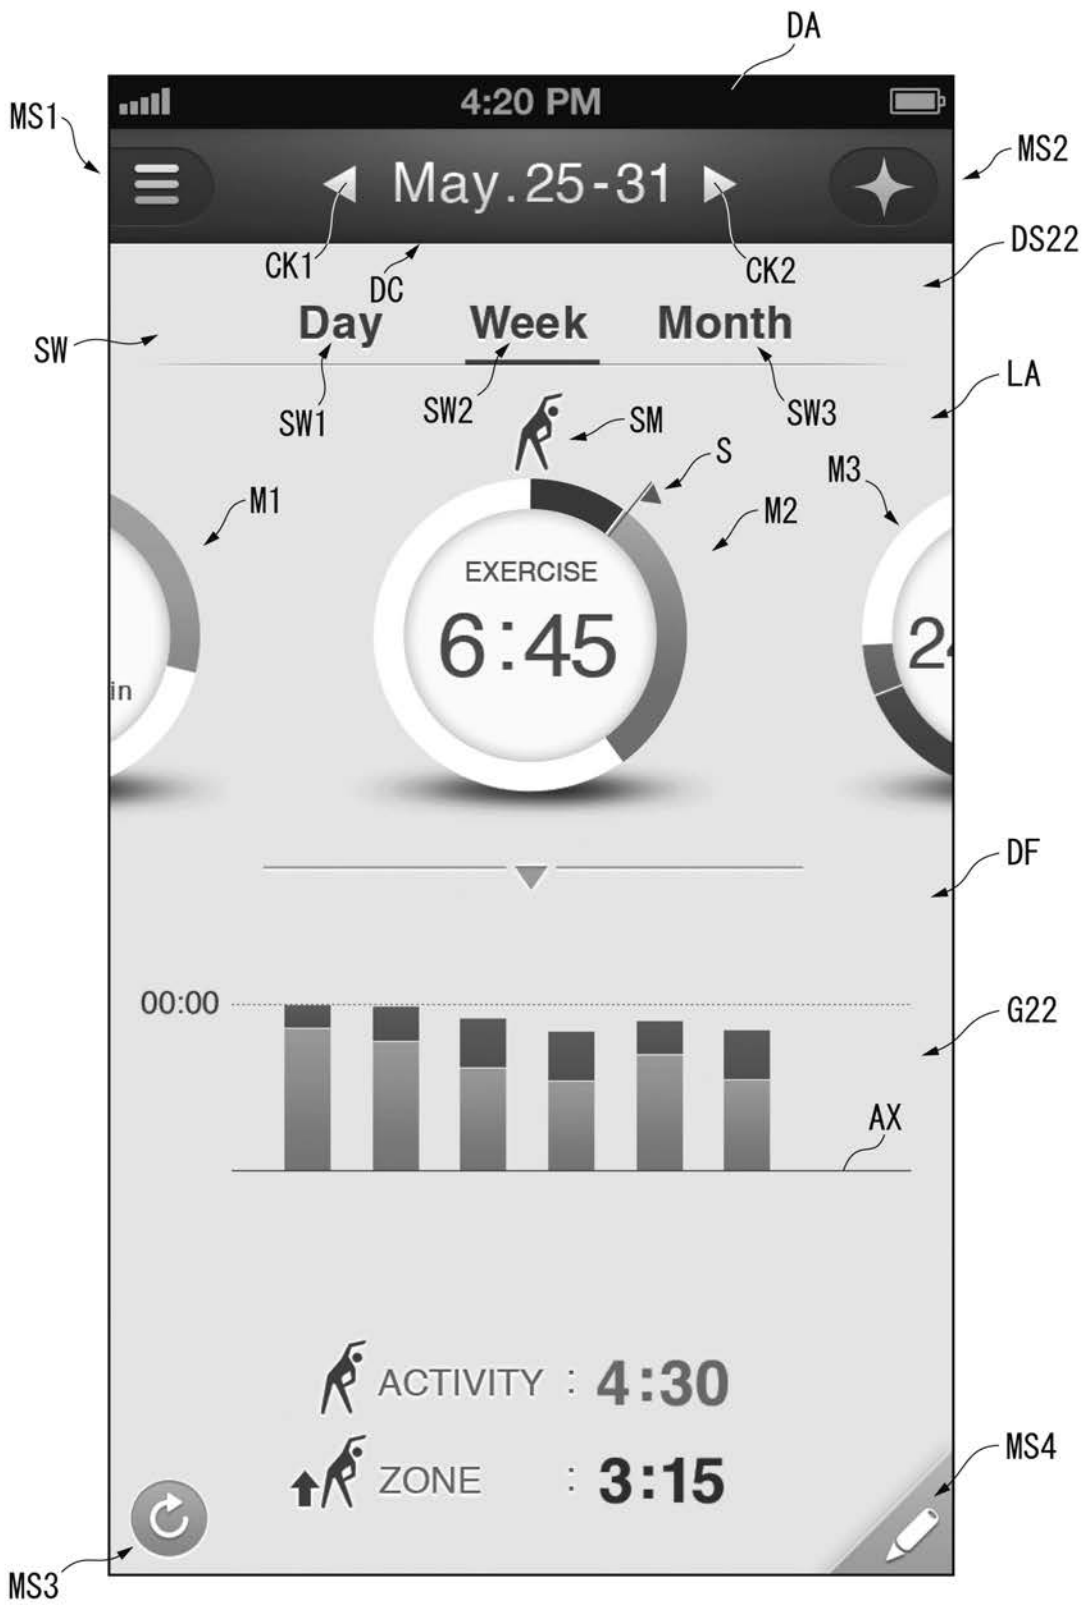 DA
4:20 PM
MS1
MS2
May.25-31
CK1
DC
CK2
DS22
Day Week Month
SW
SW1
SW2
SW3
LA
SM
S
M1
M2
M3
EXERCISE
6:45
in
2
DF
00:00
G22
AX
ACTIVITY : 4:30
ZONE : 3:15
MS4
MS3